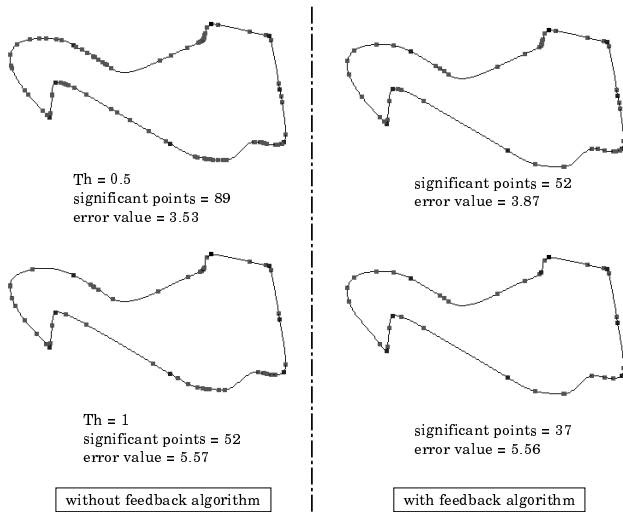 Th = 0.5
significant points = 89
error value = 3.53
significant points = 52
error value = 3.87
Th = 1
significant points = 52
error value = 5.57
significant points = 37
error value = 5.56
without feedback algorithm
with feedback algorithm